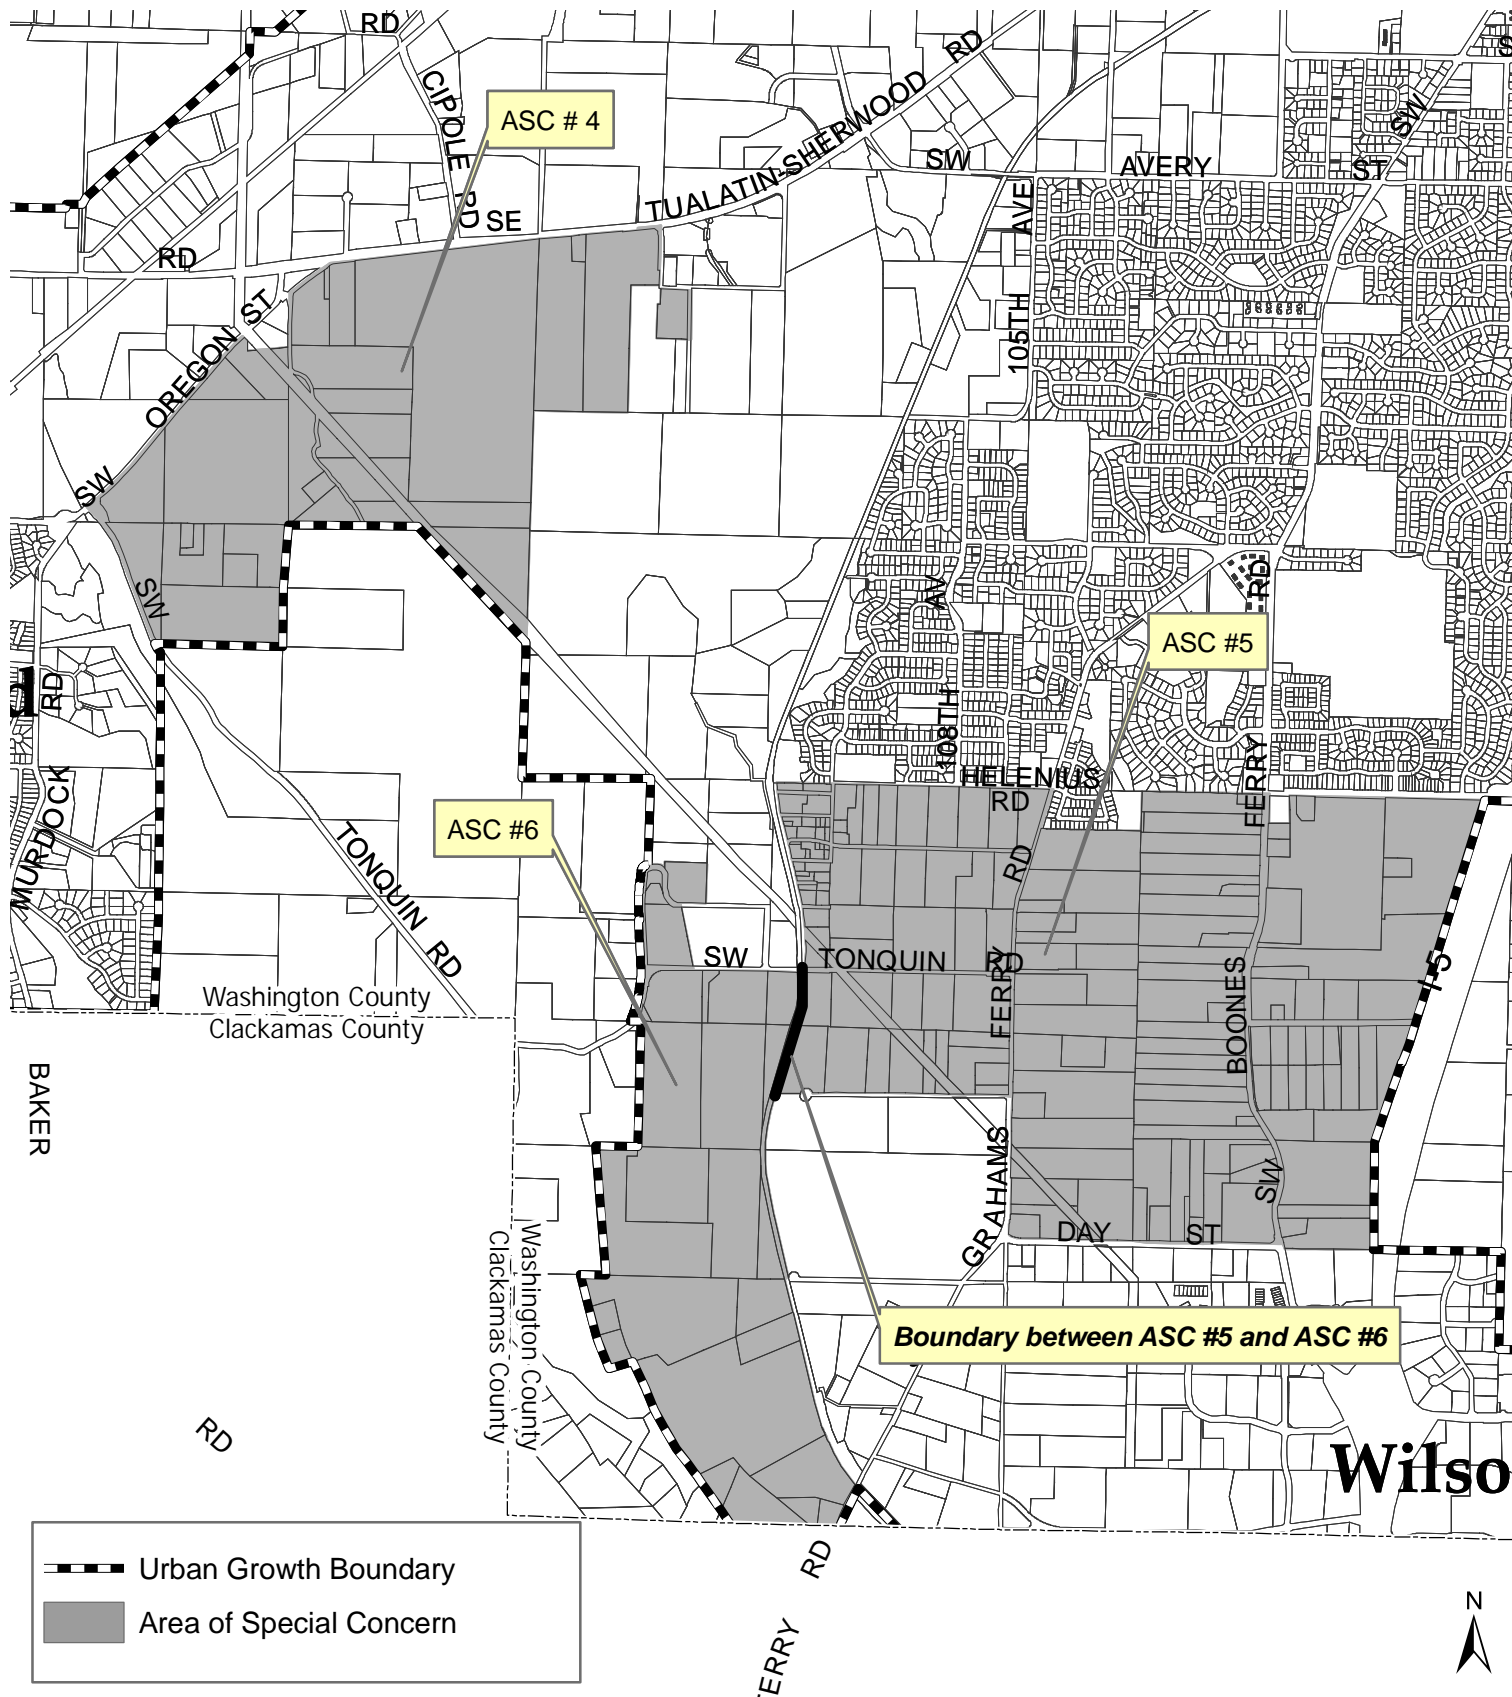 RD
CIPOLE RD
ASC # 4
TUALATIN-SHERWOOD RD
SE
SW
AVERY
ST
SW
S
RD
OREGON ST
SW
105TH
AVE
SW
108TH
AV
RD
ASC #5
d
RD
MURDOCK
HELENIUS
RD
FERRY
ASC #6
TONQUIN RD
RD
SW
TONQUIN
RD
FERRY
BOONES
I-5
Washington County
Clackamas County
BAKER
GRAHAMS
SW
DAY
ST
Washington County
Clackamas County
Boundary between ASC #5 and ASC #6
RD
Wilso
RD
FERRY
Urban Growth Boundary
Area of Special Concern
N